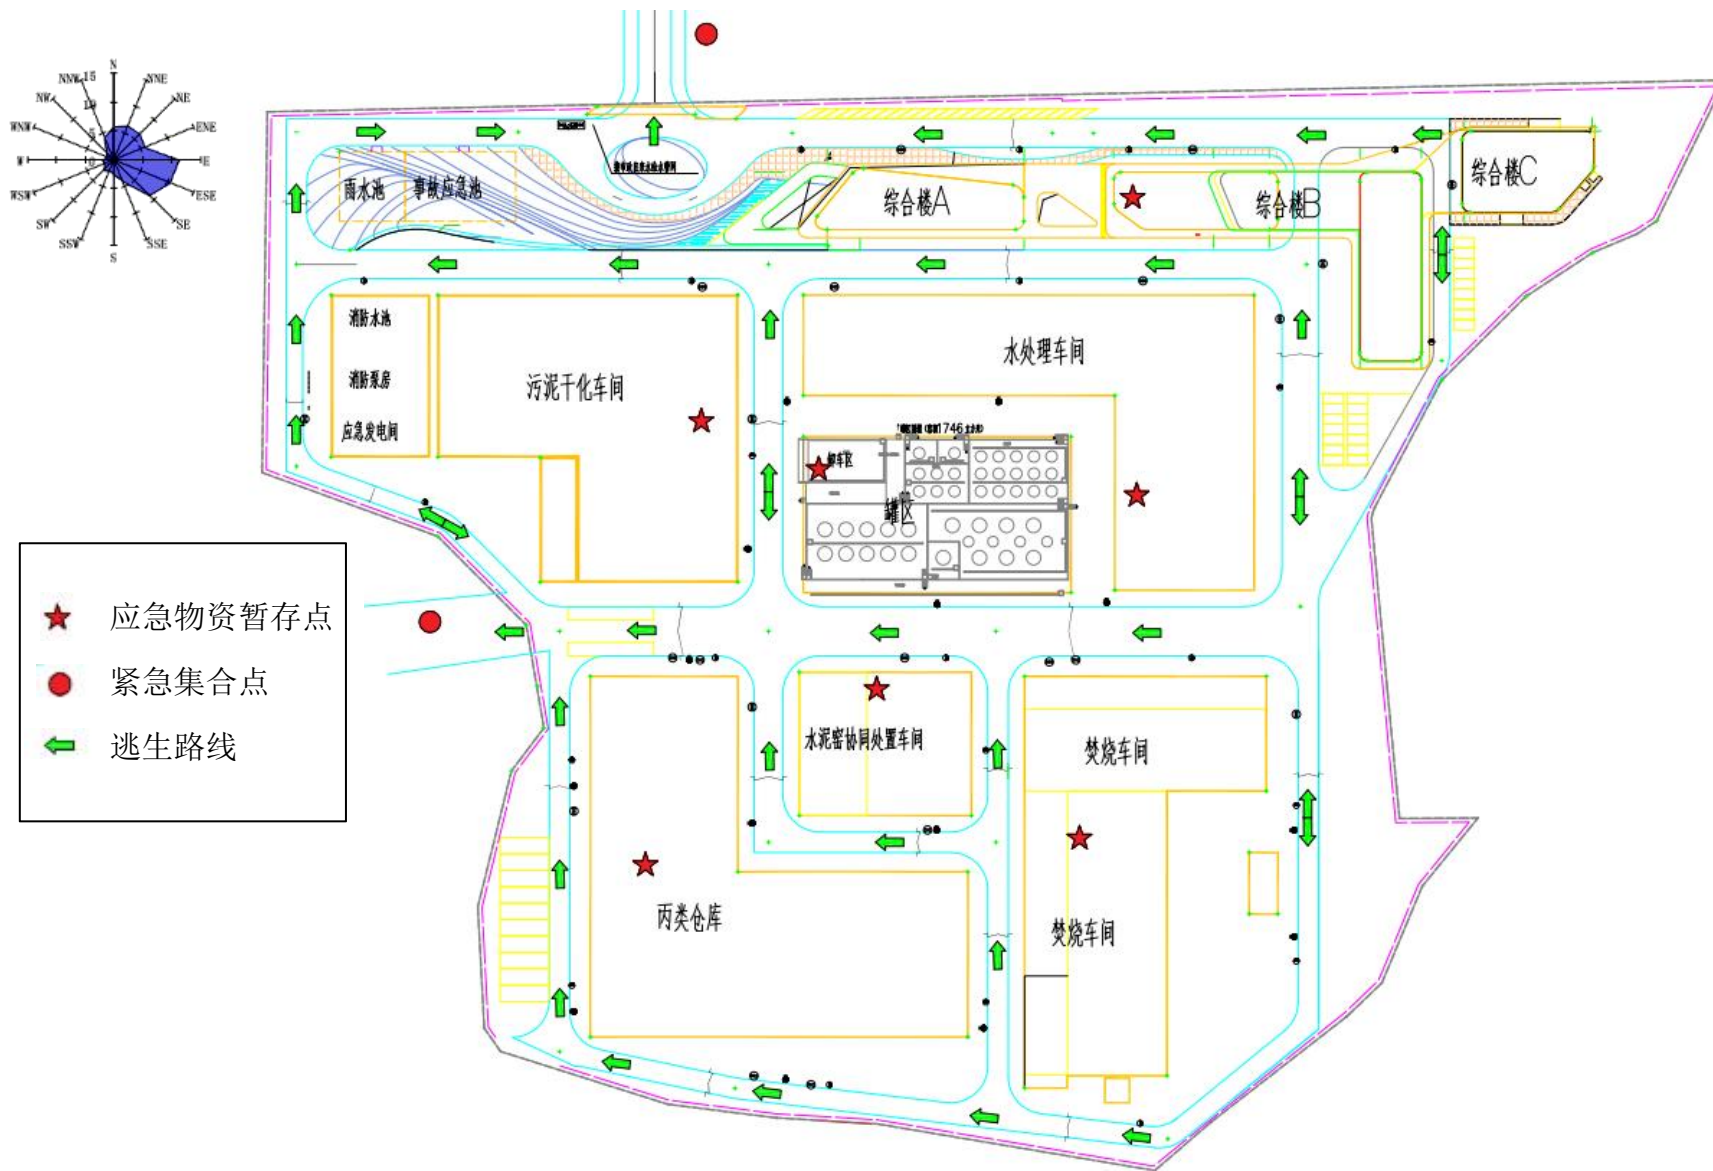 N
NNW
15
NNE
NW
10
NE
WNW
5
ENE
W
0
E
WSW
ESE
SW
SE
SSW
SSE
S
雨水池
事故应急池
综合楼A
综合楼B
综合楼C
消防水池
消防泵房
应急发电间
污泥干化车间
水处理车间
746
卸车区
罐区
应急物资暂存点
紧急集合点
逃生路线
水泥窑协同处置车间
焚烧车间
丙类仓库
焚烧车间